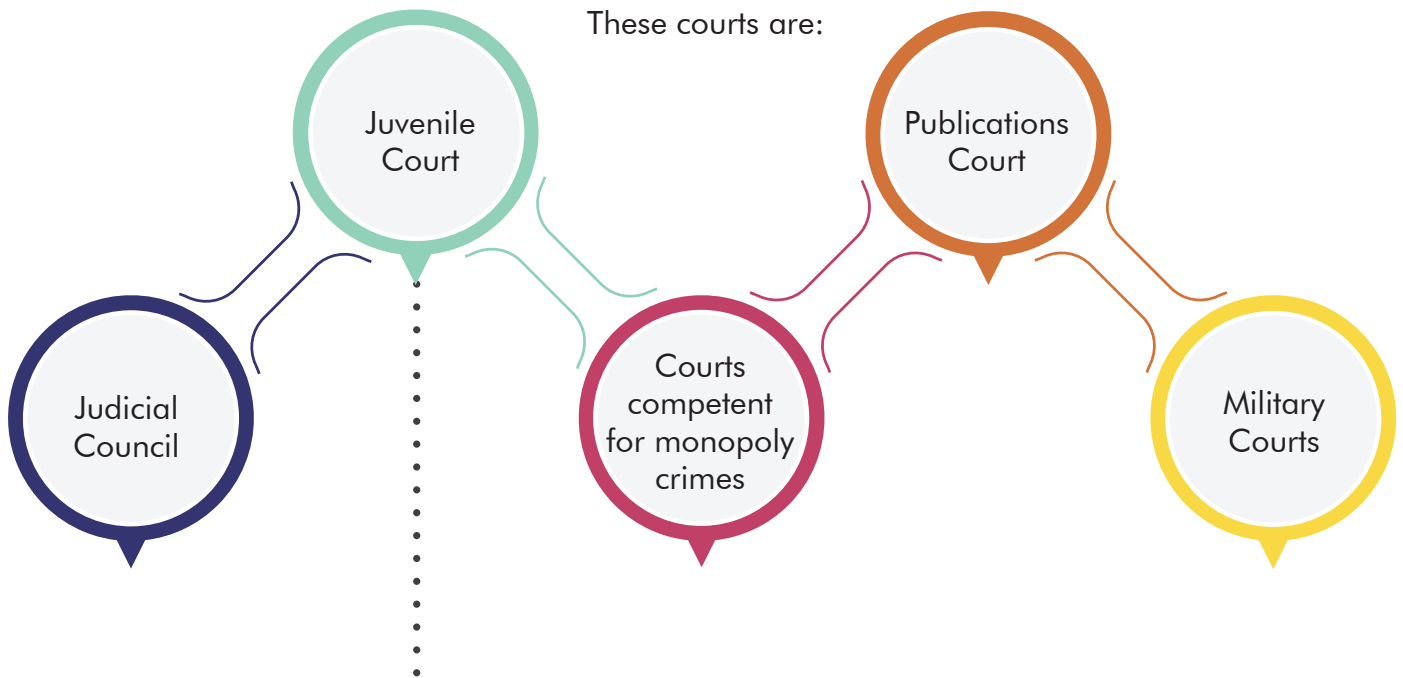 These courts are:
Juvenile
Court
Publications
Court
Judicial
Council
Courts
competent
for monopoly
crimes
Military
Courts